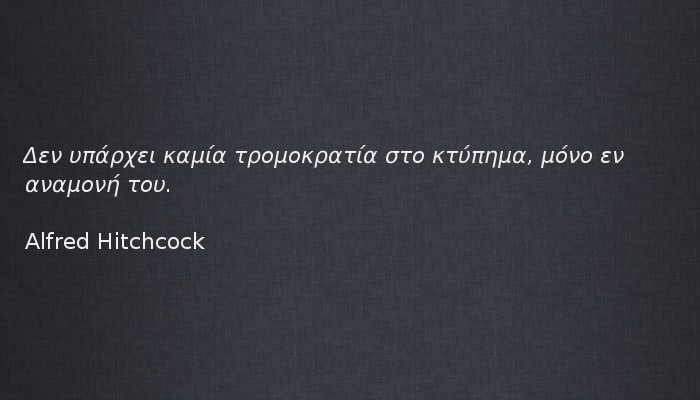 Δεν υπάρχει καμία τρομοκρατία στο κτύπημα, μόνο εν
αναμονή του.
Alfred Hitchcock